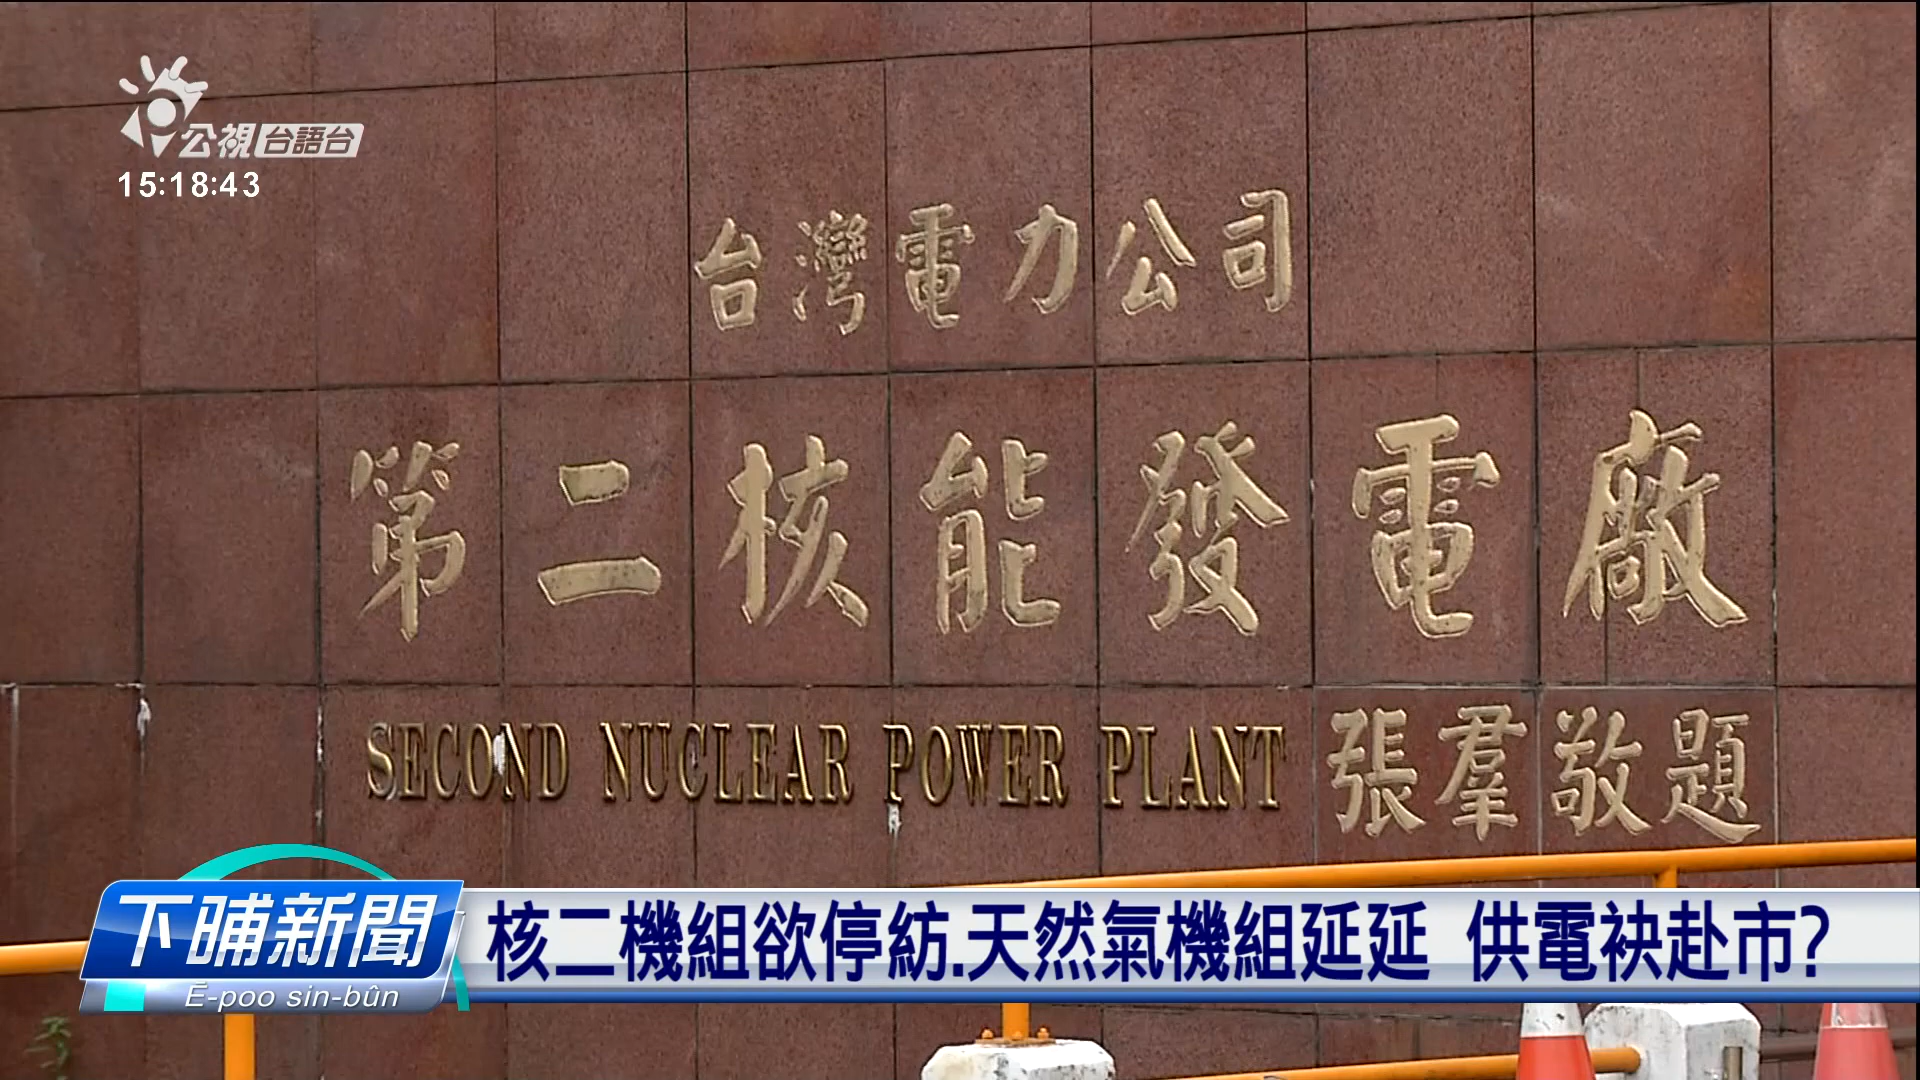 公視台語台
15:18:43
台灣電力公司
第二核能發電廠
SECOND NUCLEAR POWER PLANT 張羣敬題
下晡新聞 核二機組欲停紡.天然氣機組延延 供電袂赴市?
Ē-poo sin-bûn